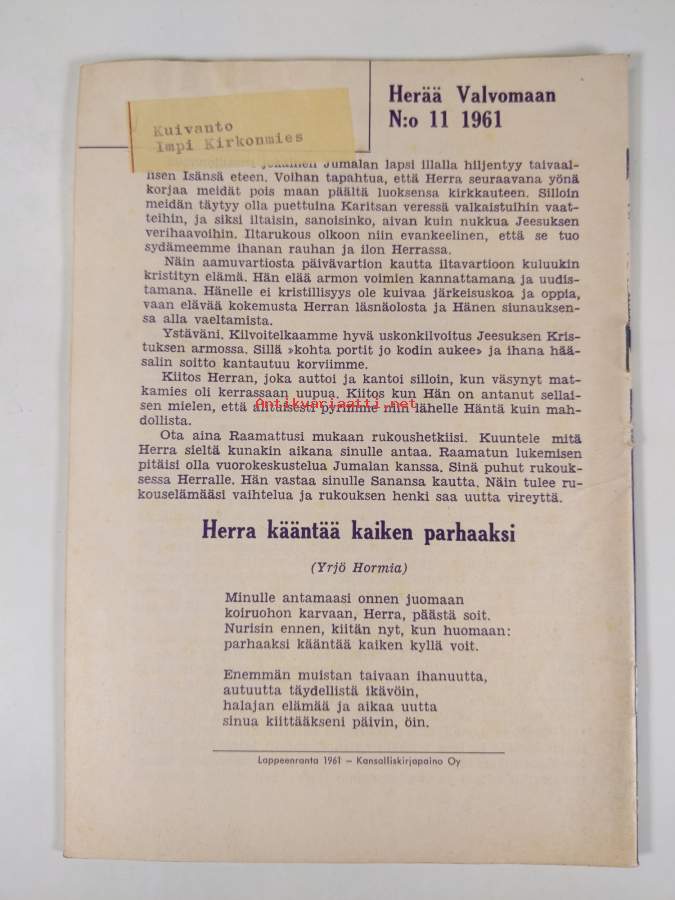 Herää Valvomaan
N:o 11 1961
Kuivanto
Impi Kirkonmies
Jumalan lapsi illalla hiljentyy taivaal-
lisen Isänsä eteen. Voihan tapahtua, että Herra seuraavana yönä
korjaa meidät pois maan päältä luoksensa kirkkauteen. Silloin
meidän täytyy olla puettuina Karitsan veressä valkaistuihin vaat-
teihin, ja siksi iltaisin, sanoisinko, aivan kuin nukkua Jeesuksen
verihaavoihin. Iltarukous olkoon niin evankeelinen, että se tuo
sydämeemme ihanan rauhan ja ilon Herrassa.
Näin aamuvartiosta päivävartion kautta iltavartioon kuluukin
kristityn elämä. Hän elää armon voimien kannattamana ja uudis-
tamana. Hänelle ei kristillisyys ole kuivaa järkeisuskoa ja oppia,
vaan elävää kokemusta Herran läsnäolosta ja Hänen siunauksen-
sa alla vaeltamista.
Ystäväni. Kilvoitelkaamme hyvä uskonkilvoitus Jeesuksen Kris-
tuksen armossa. Sillä »kohta portit jo kodin aukee» ja ihana hää-
salin soitto kantautuu korviimme.
Kiitos Herran, joka auttoi ja kantoi silloin, kun väsynyt mat-
kamies oli kerrassaan uupua. Kiitos kun Hän on antanut sellai-
sen mielen, että alituisesti pyrimme niin lähelle Häntä kuin mah-
dollista.
Antikvariaatti.net
Ota aina Raamattusi mukaan rukoushetkiisi. Kuuntele mitä
Herra sieltä kunakin aikana sinulle antaa. Raamatun lukemisen
pitäisi olla vuorokeskustelua Jumalan kanssa. Sinä puhut rukouk-
sessa Herralle. Hän vastaa sinulle Sanansa kautta. Näin tulee ru-
kouselämääsi vaihtelua ja rukouksen henki saa uutta vireyttä.
Herra kääntää kaiken parhaaksi
(Yrjö Hormia)
Minulle antamaasi onnen juomaan
koiruohon karvaan, Herra, päästä soit.
Nurisin ennen, kiitän nyt, kun huomaan:
parhaaksi kääntää kaiken kyllä voit.
Enemmän muistan taivaan ihanuutta,
autuutta täydellistä ikävöin,
halajan elämää ja aikaa uutta
sinua kiittääkseni päivin, öin.
Lappeenranta 1961 – Kansalliskirjapaino Oy